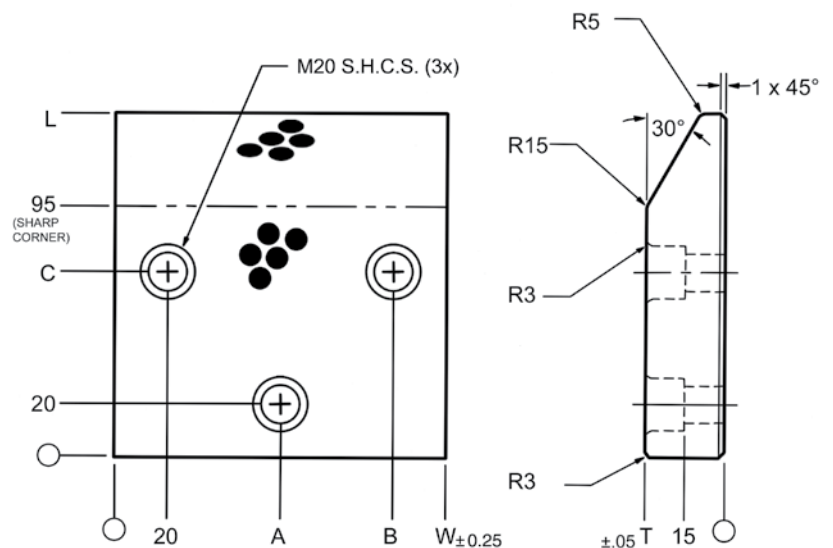 R5
M20 S.H.C.S. (3x)
1 x 45°
L
30°
R15
95
(SHARP
CORNER)
C
R3
20
R3
20
A
B
W±0.25
±.05 T
15